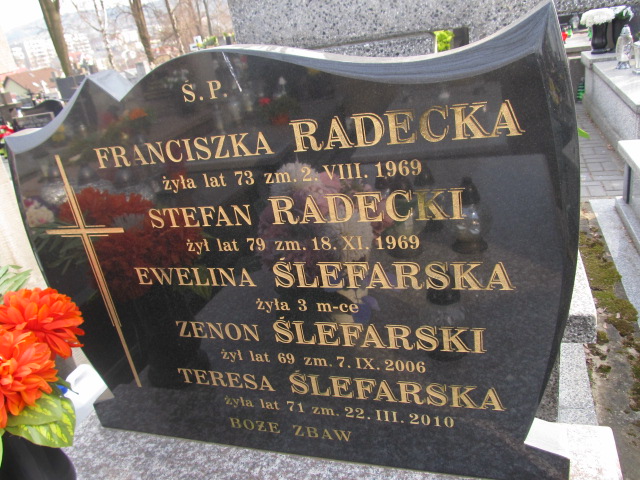 Ś.P.
FRANCISZKA RADECKA
żyła lat 73 zm. 2. VIII. 1969
STEFAN RADECKI
żył lat 79 zm. 18. XI. 1969
EWELINA ŚLEFARSKA
żyła 3 m-ce
ZENON ŚLEFARSKI
żył lat 69 zm. 7. IX. 2006
TERESA ŚLEFARSKA
żyła lat 71 zm. 22. III. 2010
BOŻE ZBAW